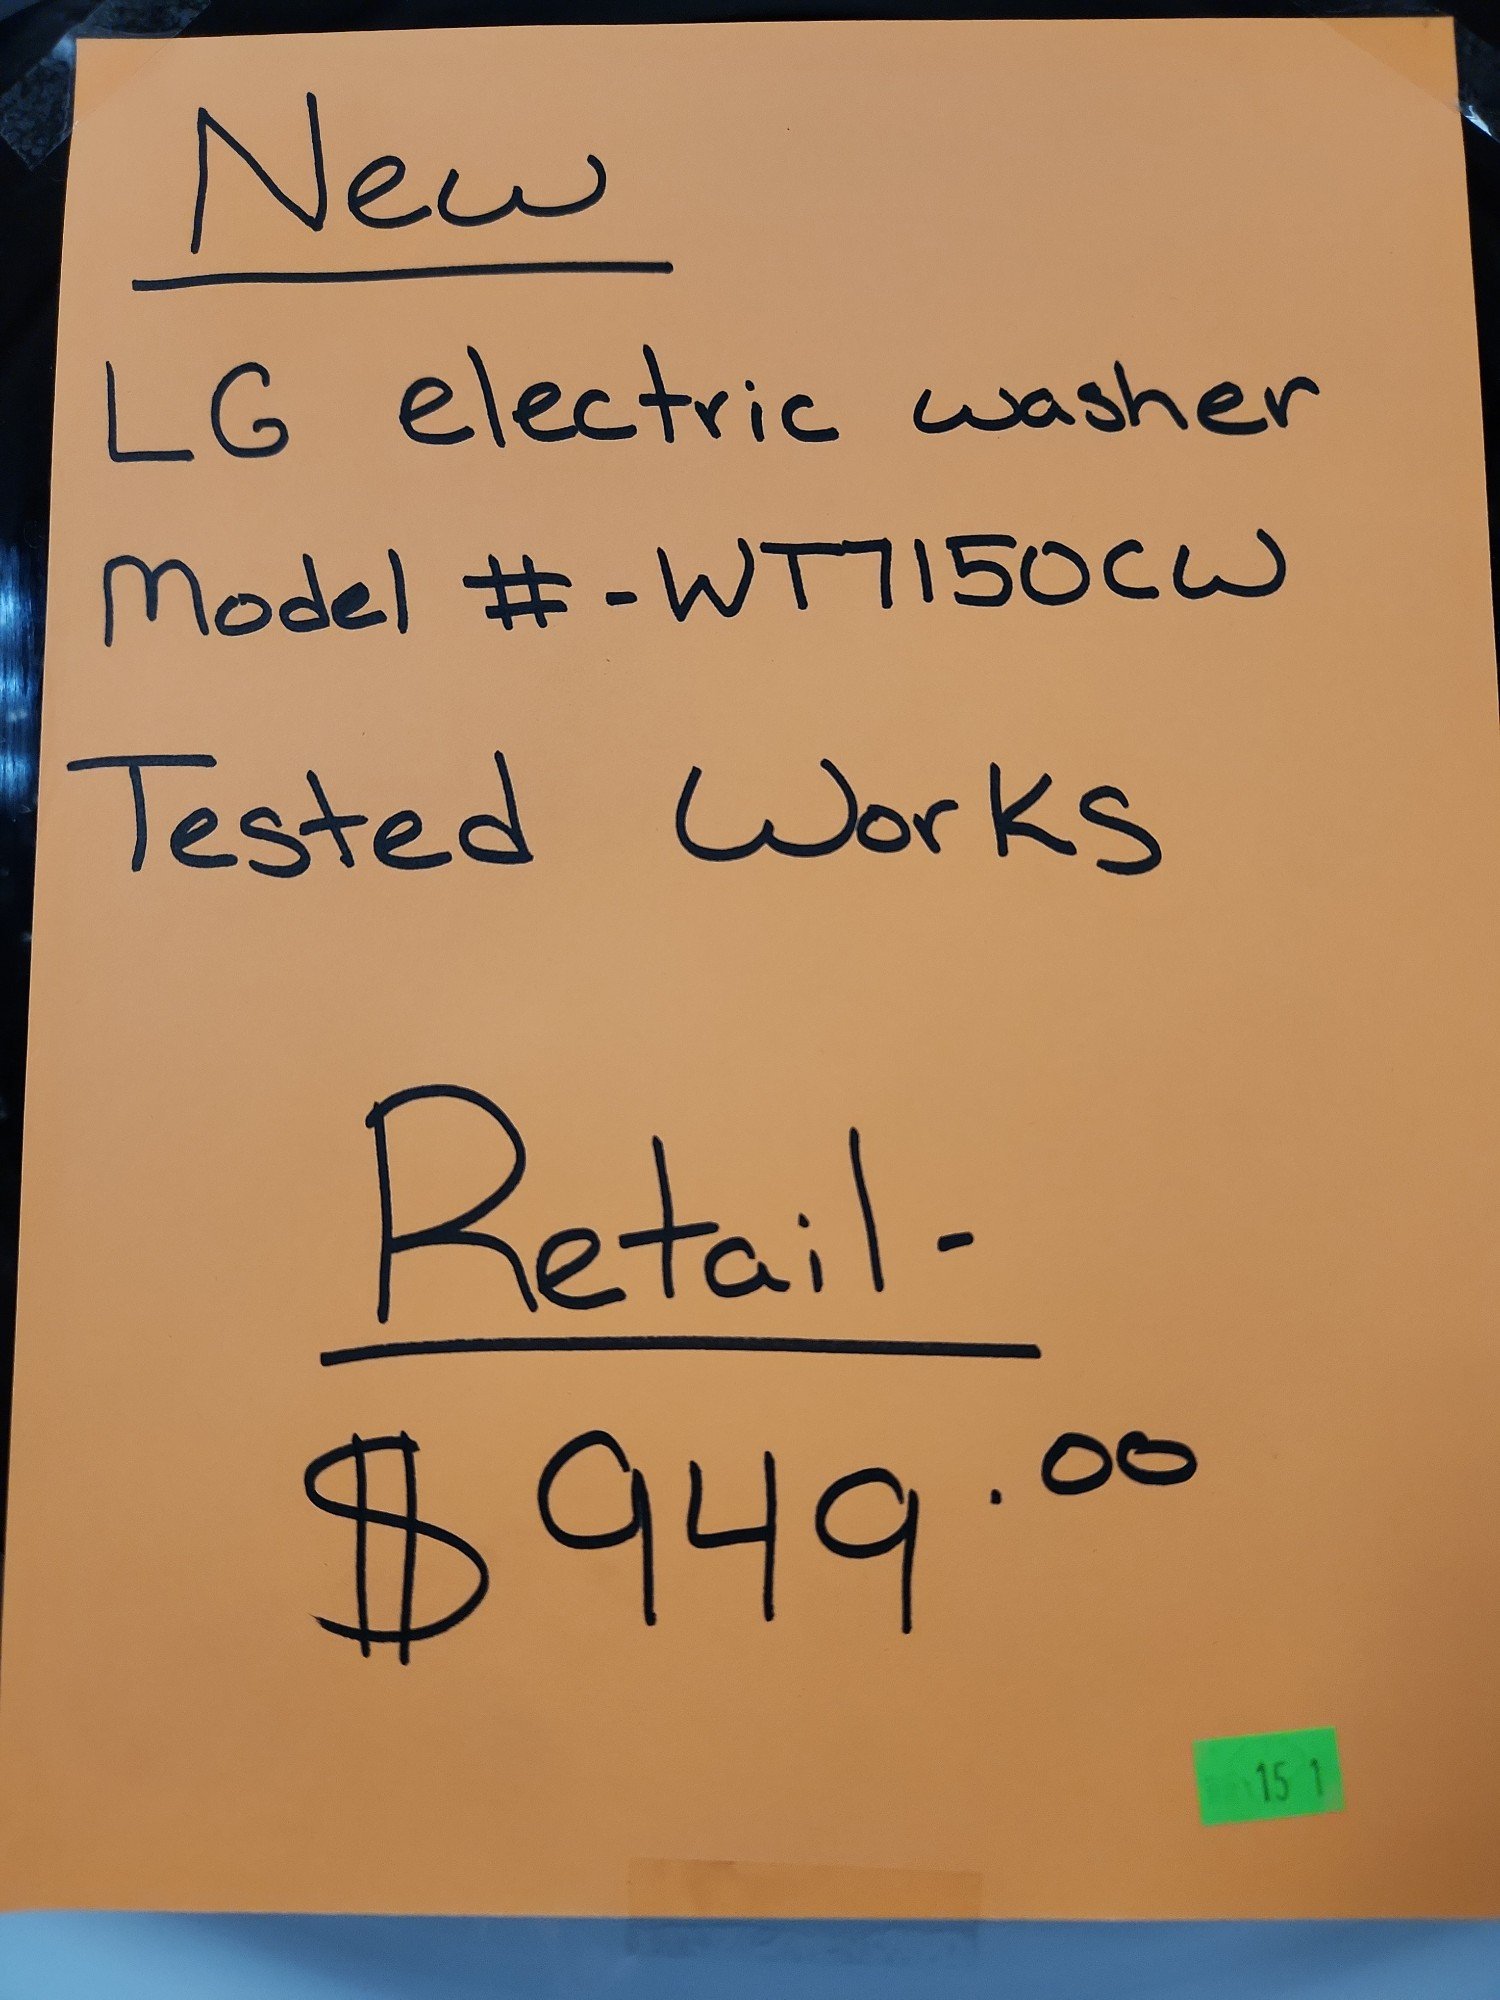 New
LG electric washer
Model #-WT7150CW
Tested Works
Retail-
$949.00
15 1